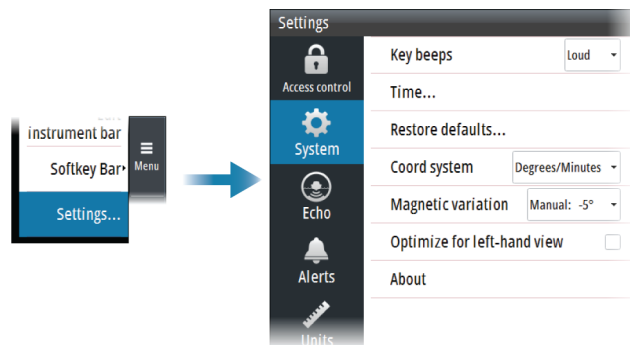 Settings
Access control
System
Echo
Alerts
Units
Key beeps
Loud
Time...
Restore defaults...
Coord system
Degrees/Minutes
Magnetic variation
Manual: -5°
Optimize for left-hand view
About
instrument bar
Softkey Bar
Settings...
Menu